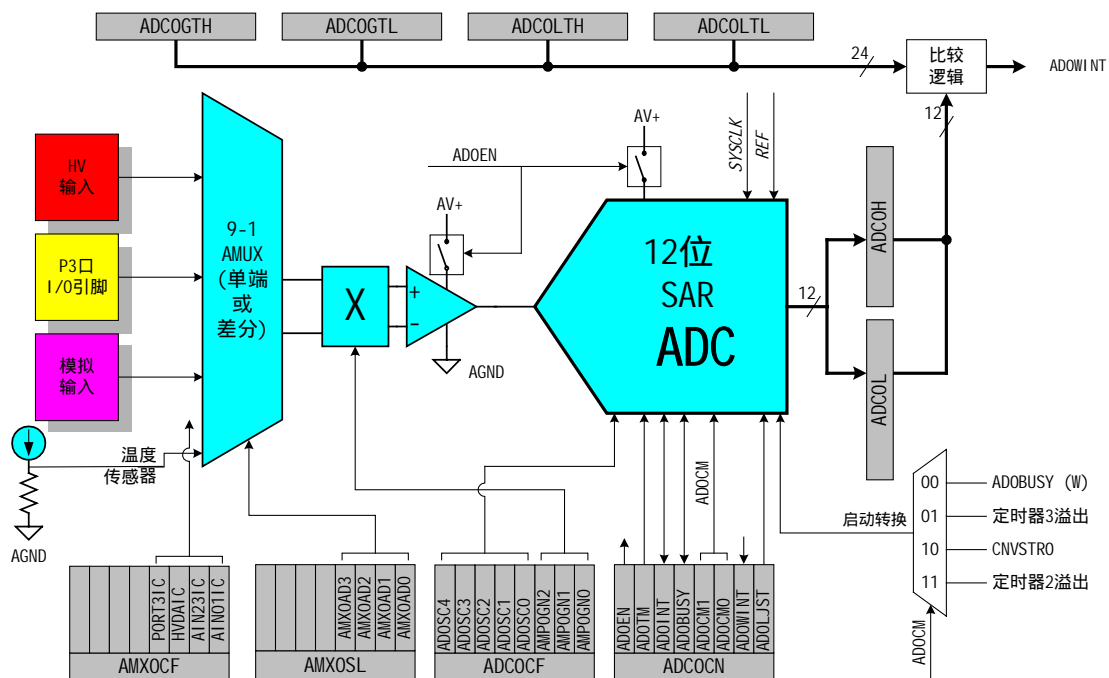 ADC0GTH
ADC0GTL
ADC0LTH
ADC0LTL
24
比较
逻辑
AD0WINT
12
HV
输入
P3口
I/O引脚
模拟
输入
9-1
AMUX
(单端
或
差分)
X
AD0EN
AV+
AV+
+
-
AGND
SYSCLK
REF
12位
SAR
ADC
12
ADC0H
ADC0L
温度
传感器
AGND
AD0CM
启动转换
00
01
10
11
AD0BUSY (W)
定时器3溢出
CNVSTR0
定时器2溢出
AD0CM
PORT3IC
HVDAIC
AIN23IC
AIN01IC
AMX0CF
AMX0AD3
AMX0AD2
AMX0AD1
AMX0AD0
AMX0SL
AD0SC4
AD0SC3
AD0SC2
AD0SC1
AD0SC0
AMP0GN2
AMP0GN1
AMP0GN0
ADC0CF
AD0EN
AD0TM
AD0INT
AD0BUSY
AD0CM1
AD0CM0
AD0WINT
AD0LJST
ADC0CN